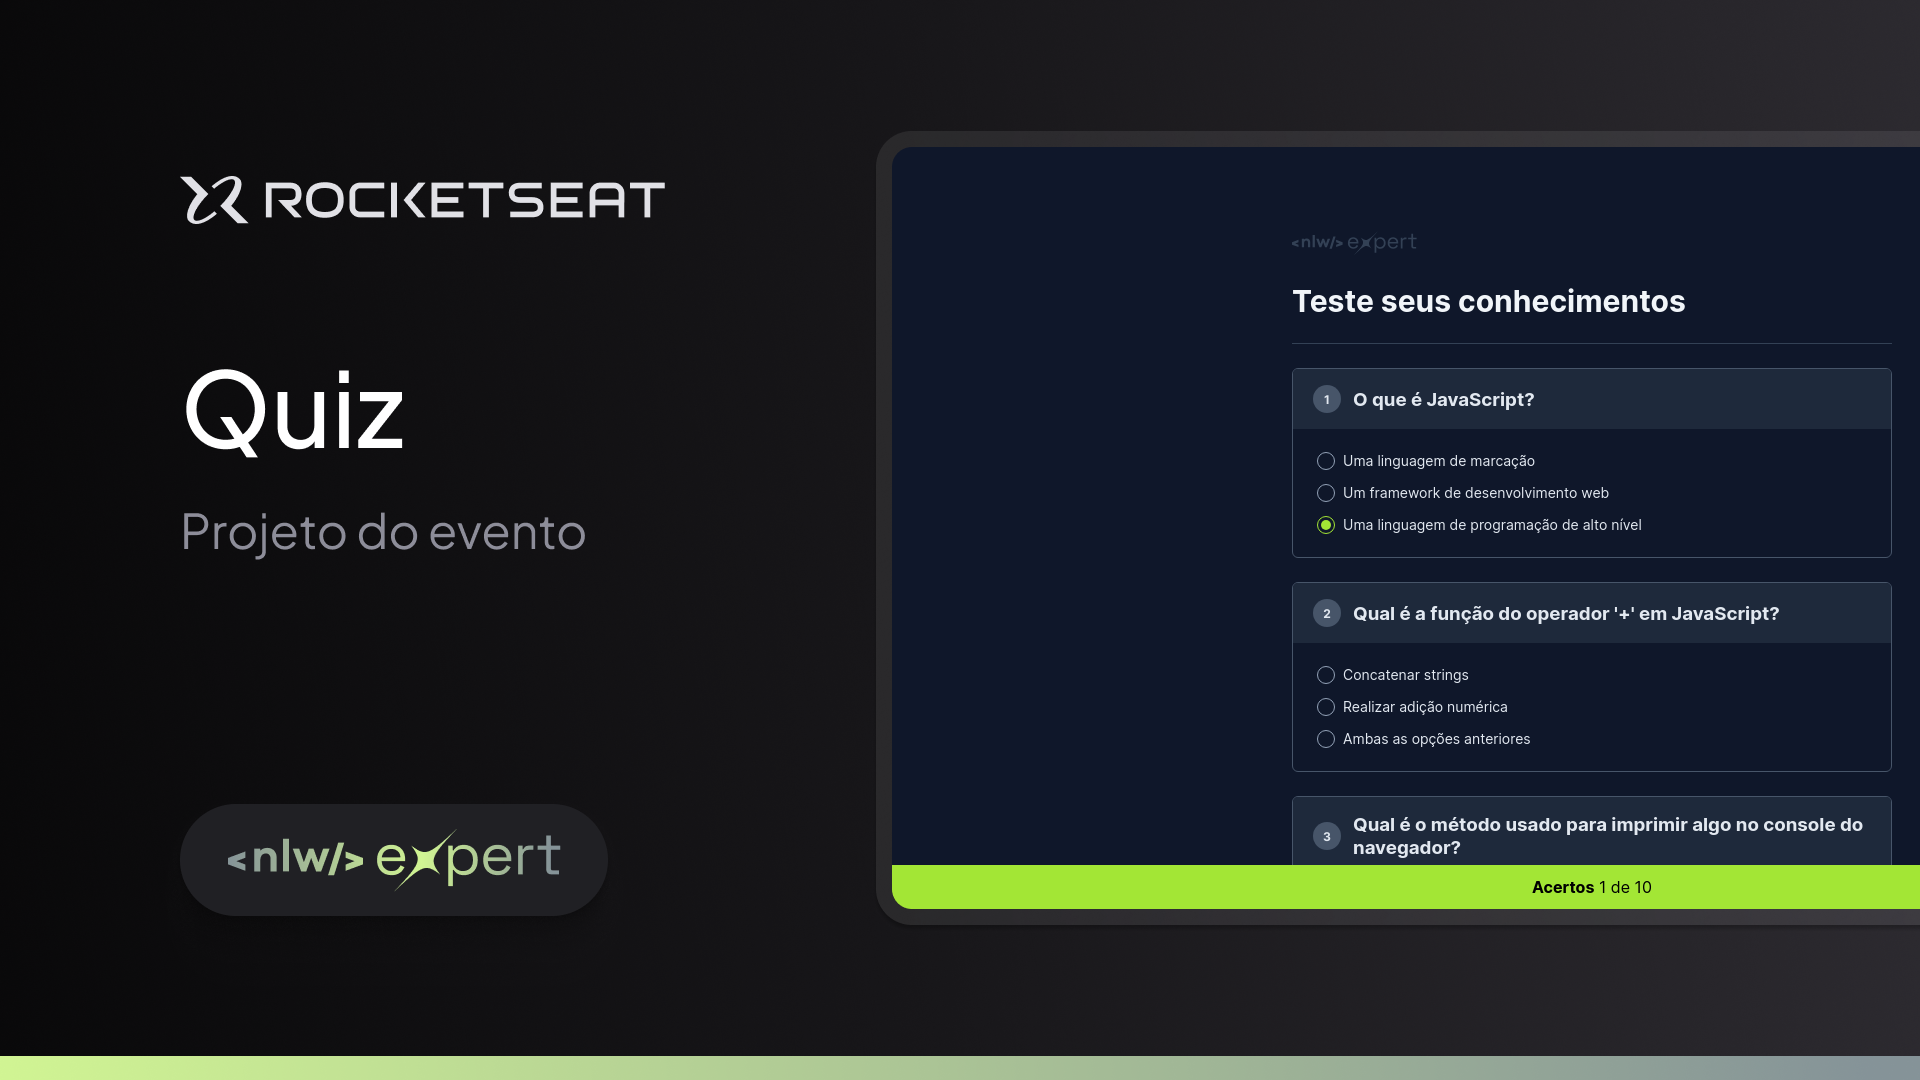 ROCKETSEAT
Quiz
Projeto do evento
<nlw/> expert
<nlw/> expert
Teste seus conhecimentos
1 O que é JavaScript?
Uma linguagem de marcação
Um framework de desenvolvimento web
Uma linguagem de programação de alto nível
2 Qual é a função do operador '+' em JavaScript?
Concatenar strings
Realizar adição numérica
Ambas as opções anteriores
3 Qual é o método usado para imprimir algo no console do
navegador?
Acertos 1 de 10